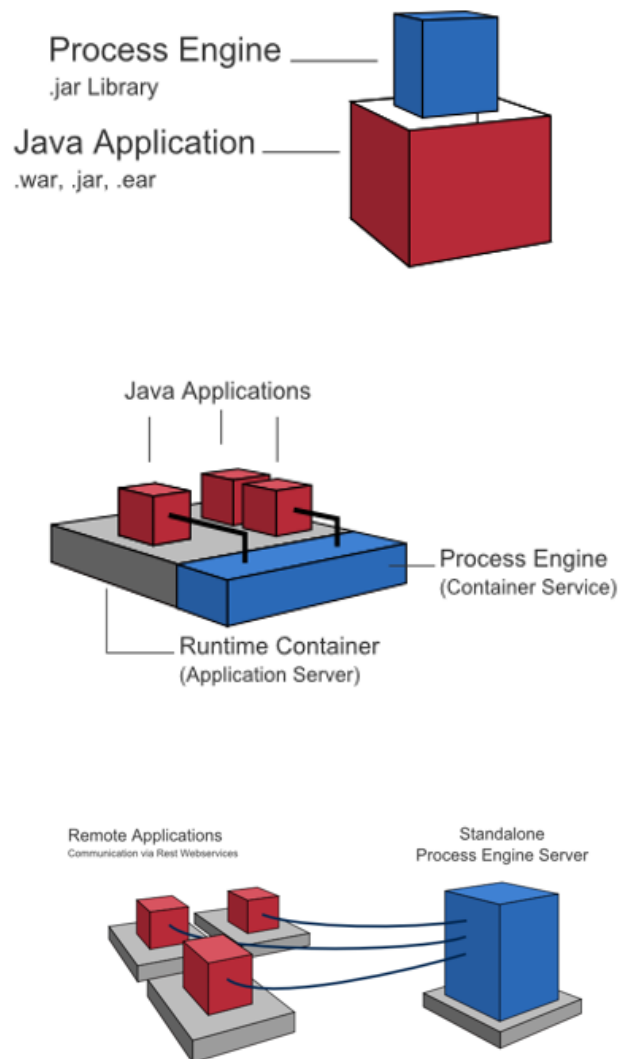 Process Engine
.jar Library
Java Application
.war, .jar, .ear
Java Applications
Process Engine
(Container Service)
Runtime Container
(Application Server)
Remote Applications
Communication via Rest Webservices
Standalone
Process Engine Server